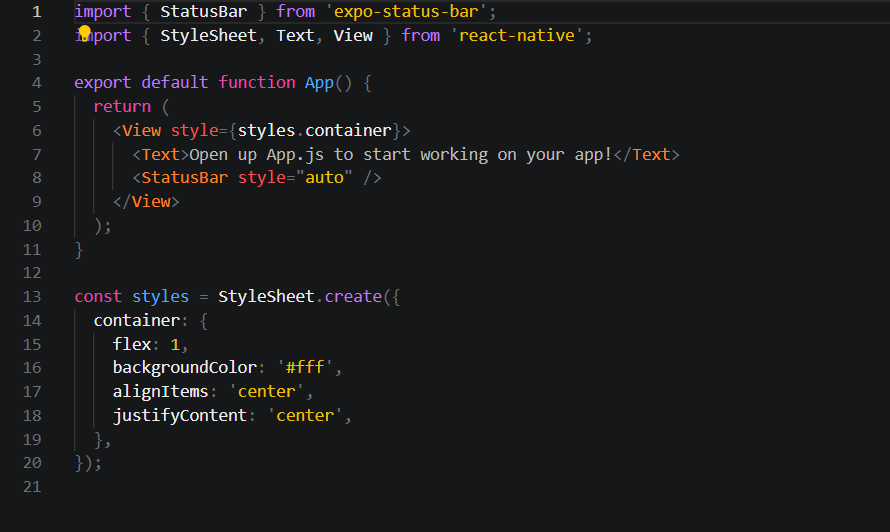 1 import { StatusBar } from 'expo-status-bar';
2 import { StyleSheet, Text, View } from 'react-native';
3
4 export default function App() {
5   return (
6     <View style={styles.container}>
7       <Text>Open up App.js to start working on your app!</Text>
8       <StatusBar style="auto" />
9     </View>
10   );
11 }
12
13 const styles = StyleSheet.create({
14   container: {
15     flex: 1,
16     backgroundColor: '#fff',
17     alignItems: 'center',
18     justifyContent: 'center',
19   },
20 });
21